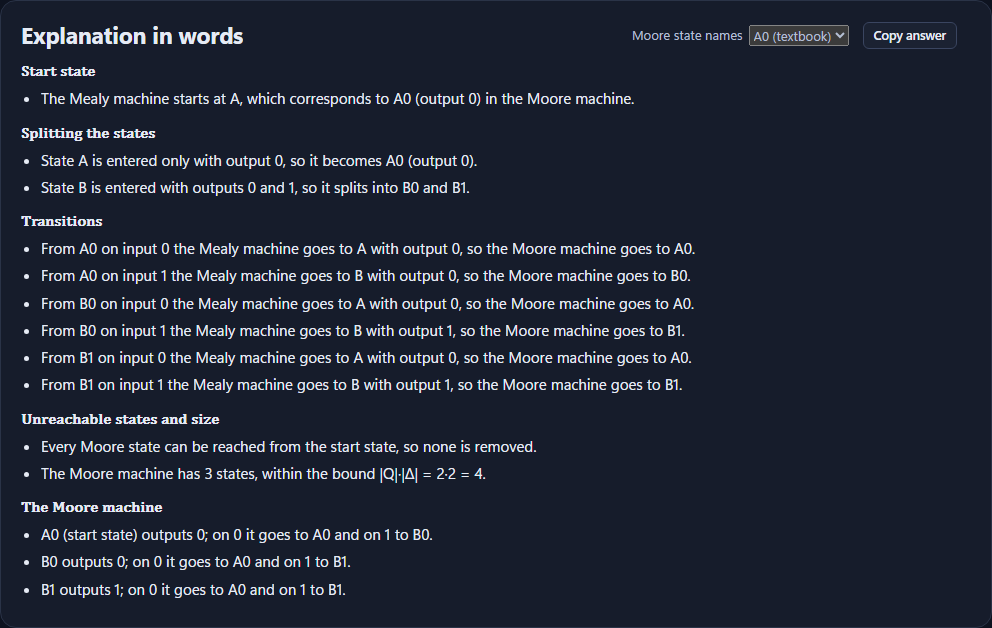 Explanation in words
Moore state names A0 (textbook) Copy answer
Start state
• The Mealy machine starts at A, which corresponds to A0 (output 0) in the Moore machine.
Splitting the states
• State A is entered only with output 0, so it becomes A0 (output 0).
• State B is entered with outputs 0 and 1, so it splits into B0 and B1.
Transitions
• From A0 on input 0 the Mealy machine goes to A with output 0, so the Moore machine goes to A0.
• From A0 on input 1 the Mealy machine goes to B with output 0, so the Moore machine goes to B0.
• From B0 on input 0 the Mealy machine goes to A with output 0, so the Moore machine goes to A0.
• From B0 on input 1 the Mealy machine goes to B with output 1, so the Moore machine goes to B1.
• From B1 on input 0 the Mealy machine goes to A with output 0, so the Moore machine goes to A0.
• From B1 on input 1 the Mealy machine goes to B with output 1, so the Moore machine goes to B1.
Unreachable states and size
• Every Moore state can be reached from the start state, so none is removed.
• The Moore machine has 3 states, within the bound |Q|·|Δ| = 2·2 = 4.
The Moore machine
• A0 (start state) outputs 0; on 0 it goes to A0 and on 1 to B0.
• B0 outputs 0; on 0 it goes to A0 and on 1 to B1.
• B1 outputs 1; on 0 it goes to A0 and on 1 to B1.